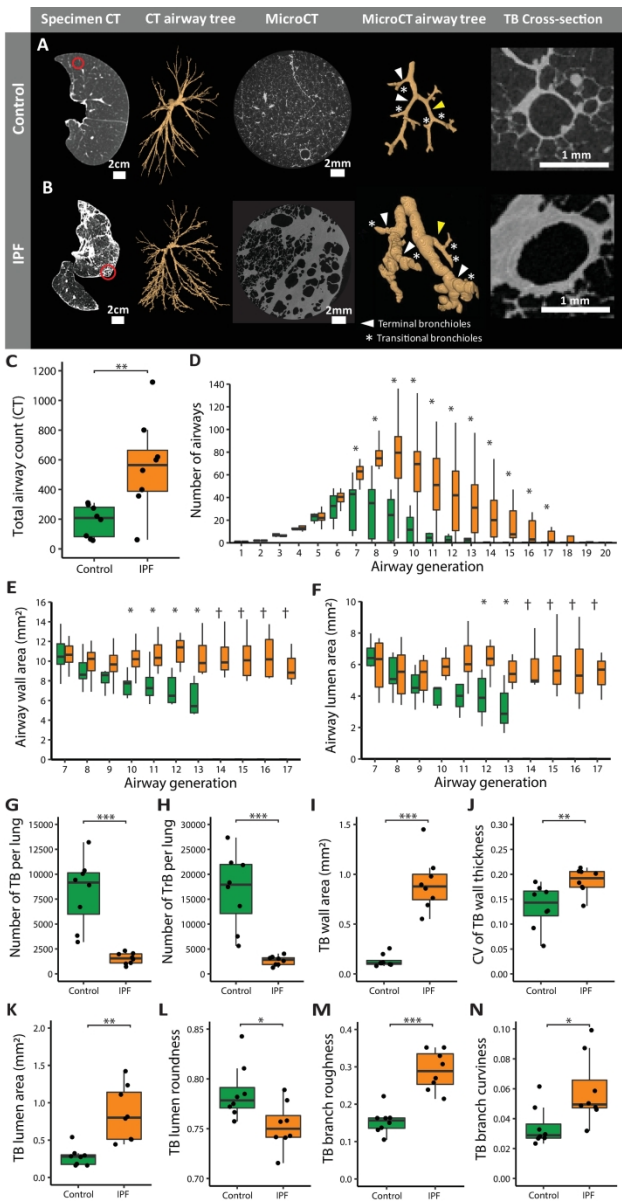 Specimen CT CT airway tree MicroCT MicroCT airway tree TB Cross-section
A
Control
2cm 2mm 1 mm
B
IPF
2cm 2mm 1 mm
Terminal bronchioles
* Transitional bronchioles
C
**
Total airway count (CT)
1200
1000
800
600
400
200
0
Control IPF
D
* * * * * * * * * * *
Number of airways
140
120
100
80
60
40
20
0
1 2 3 4 5 6 7 8 9 10 11 12 13 14 15 16 17 18 19 20
Airway generation
E
* * * * † † † †
Airway wall area (mm²)
16
14
12
10
8
6
4
2
0
7 8 9 10 11 12 13 14 15 16 17
Airway generation
F
* * † † † †
Airway lumen area (mm²)
10
8
6
4
2
0
7 8 9 10 11 12 13 14 15 16 17
Airway generation
G
***
Number of TB per lung
15000
12500
10000
7500
5000
2500
0
Control IPF
H
***
Number of TrB per lung
30000
25000
20000
15000
10000
5000
0
Control IPF
I
***
TB wall area (mm²)
1.5
1.0
0.5
0.0
Control IPF
J
**
CV of TB wall thickness
0.30
0.25
0.20
0.15
0.10
0.05
0.00
Control IPF
K
**
TB lumen area (mm²)
2.0
1.5
1.0
0.5
0.0
Control IPF
L
*
TB lumen roundness
0.85
0.80
0.75
0.70
Control IPF
M
***
TB branch roughness
0.4
0.3
0.2
0.1
0.0
Control IPF
N
*
TB branch curviness
0.10
0.08
0.06
0.04
0.02
0.00
Control IPF